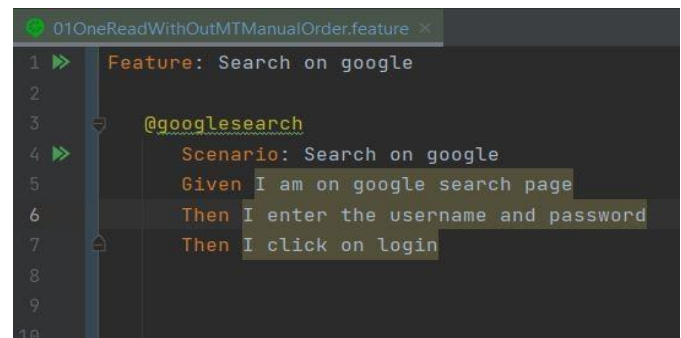 01OneReadWithOutMTManualOrder.feature ×
1 Feature: Search on google
2
3 @googlesearch
4 Scenario: Search on google
5 Given I am on google search page
6 Then I enter the username and password
7 Then I click on login
8
9
10